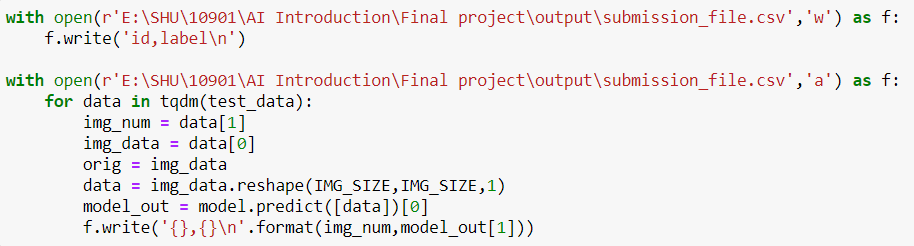 with open(r'E:\SHU\10901\AI Introduction\Final project\output\submission_file.csv','w') as f:
    f.write('id,label\n')

with open(r'E:\SHU\10901\AI Introduction\Final project\output\submission_file.csv','a') as f:
    for data in tqdm(test_data):
        img_num = data[1]
        img_data = data[0]
        orig = img_data
        data = img_data.reshape(IMG_SIZE,IMG_SIZE,1)
        model_out = model.predict([data])[0]
        f.write('{},{}\n'.format(img_num,model_out[1]))